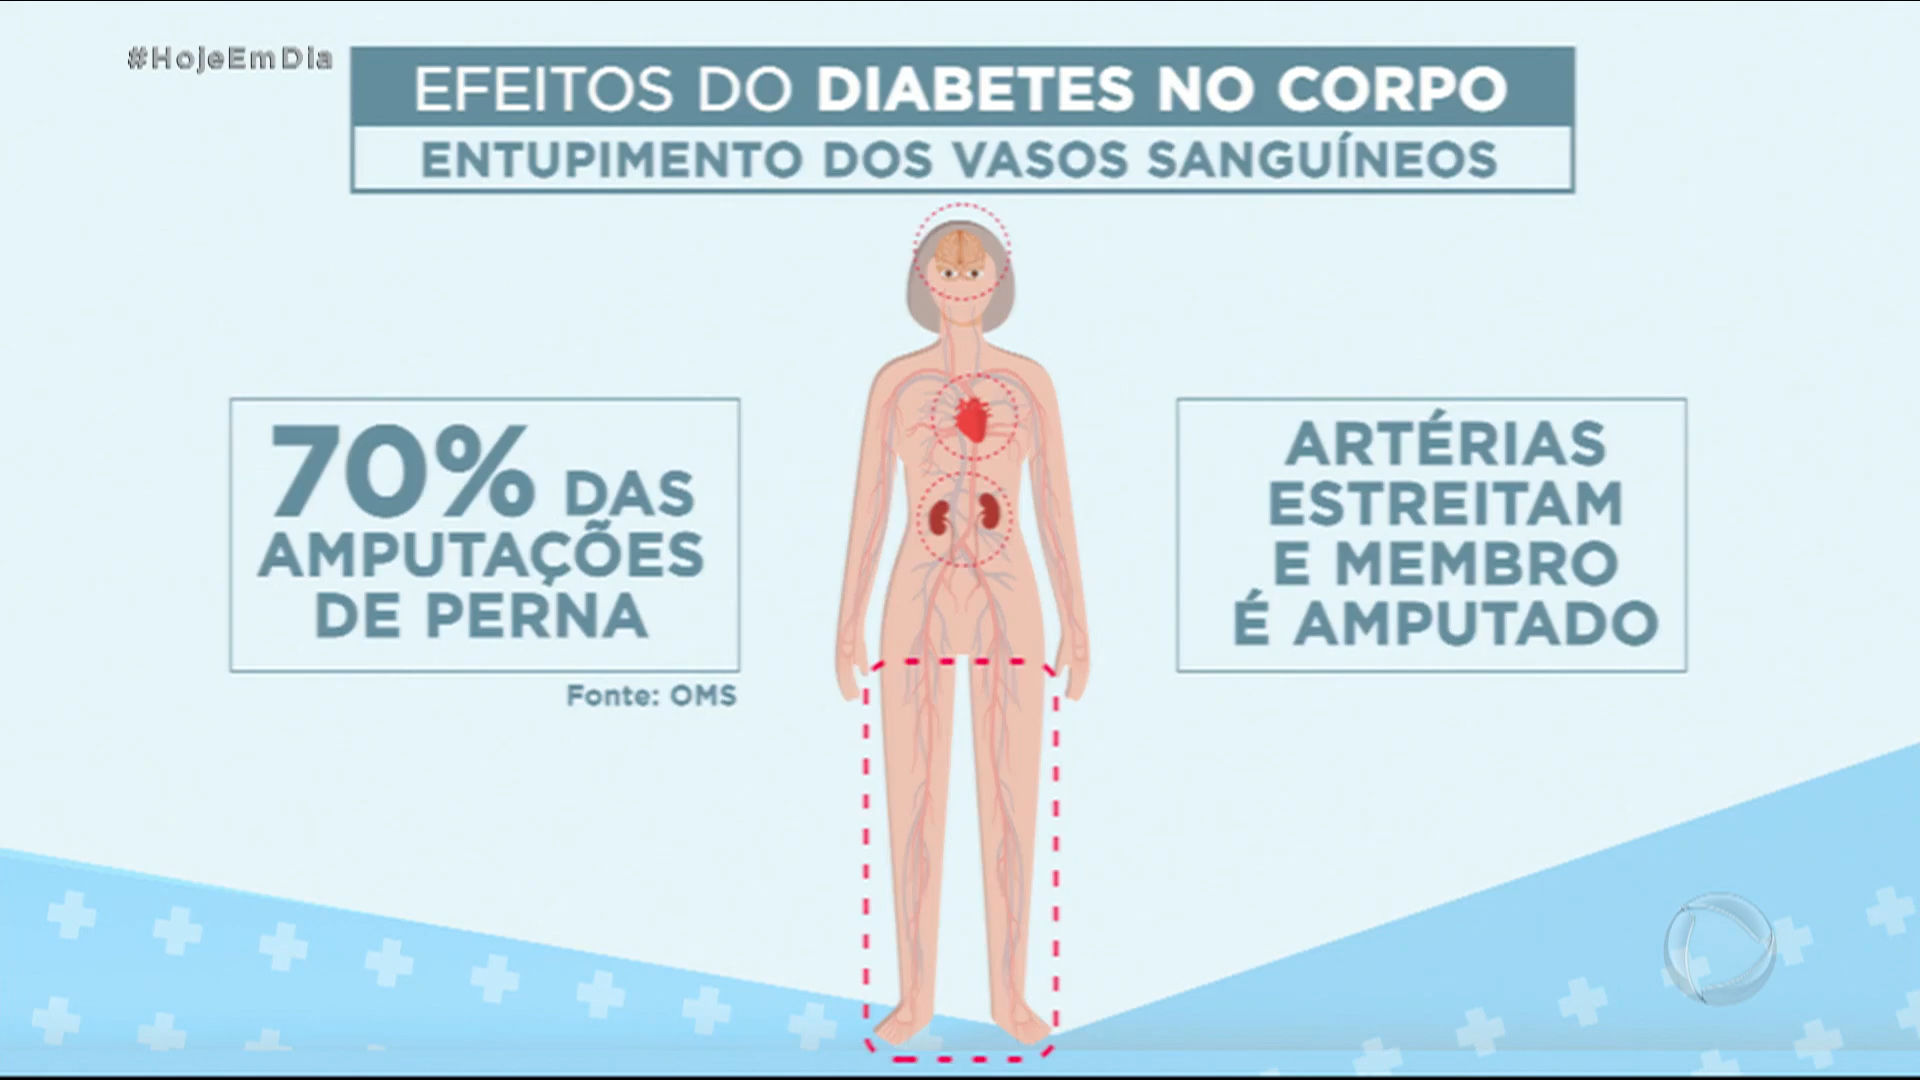 #HojeEmDia
EFEITOS DO DIABETES NO CORPO
ENTUPIMENTO DOS VASOS SANGUÍNEOS
70% DAS
AMPUTAÇÕES
DE PERNA
Fonte: OMS
ARTÉRIAS
ESTREITAM
E MEMBRO
É AMPUTADO